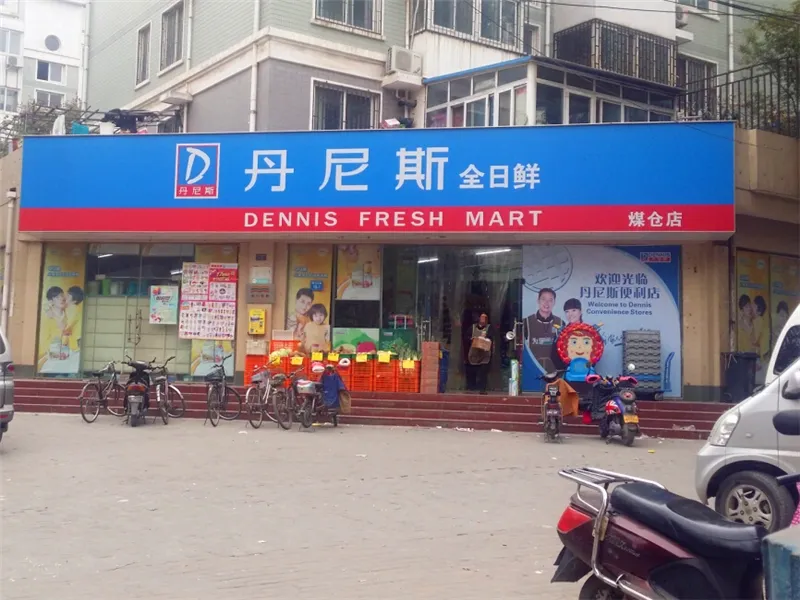 D
丹尼斯
丹尼斯 全日鲜
DENNIS FRESH MART 煤仓店
欢迎光临
丹尼斯便利店
Welcome to Dennis
Convenience Stores